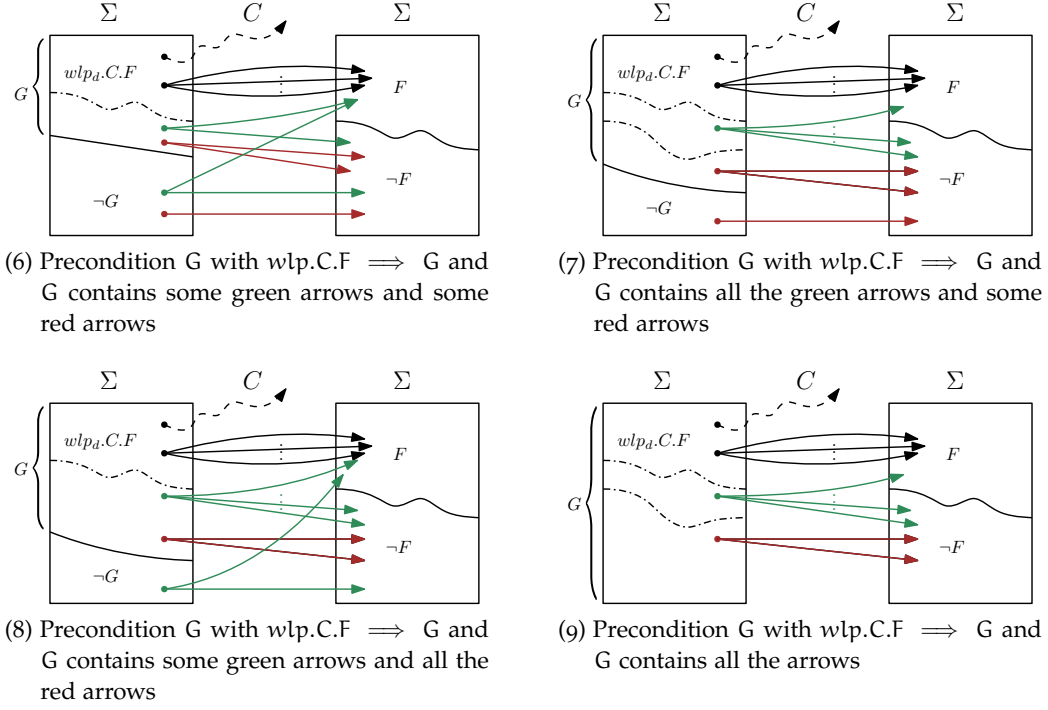 Σ C Σ
G wlp_d.C.F F
¬G ¬F
(6) Precondition G with wlp.C.F ⟹ G and
G contains some green arrows and some
red arrows
Σ C Σ
G wlp_d.C.F F
¬G ¬F
(7) Precondition G with wlp.C.F ⟹ G and
G contains all the green arrows and some
red arrows
Σ C Σ
G wlp_d.C.F F
¬G ¬F
(8) Precondition G with wlp.C.F ⟹ G and
G contains some green arrows and all the
red arrows
Σ C Σ
G wlp_d.C.F F
¬F
(9) Precondition G with wlp.C.F ⟹ G and
G contains all the arrows